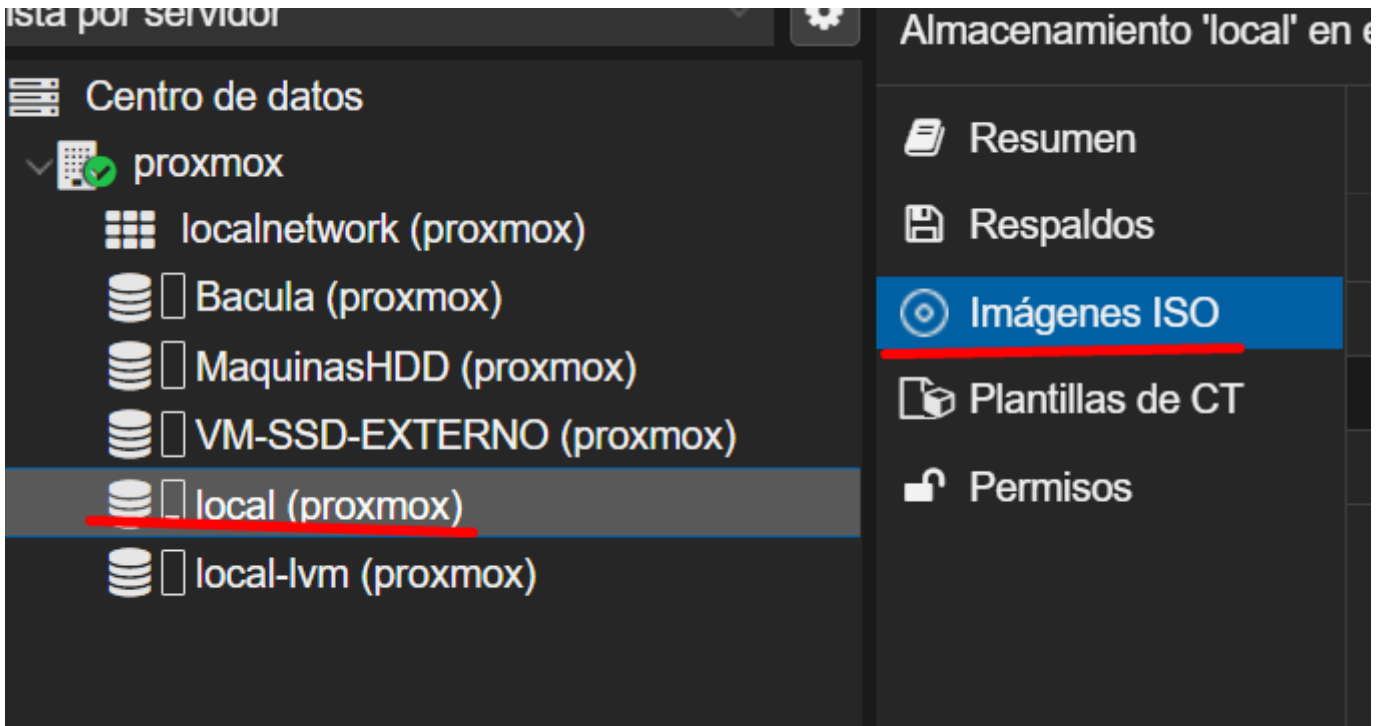 ista por servidor
Centro de datos
proxmox
localnetwork (proxmox)
Bacula (proxmox)
MaquinasHDD (proxmox)
VM-SSD-EXTERNO (proxmox)
local (proxmox)
local-lvm (proxmox)
Almacenamiento 'local' en e
Resumen
Respaldos
Imágenes ISO
Plantillas de CT
Permisos